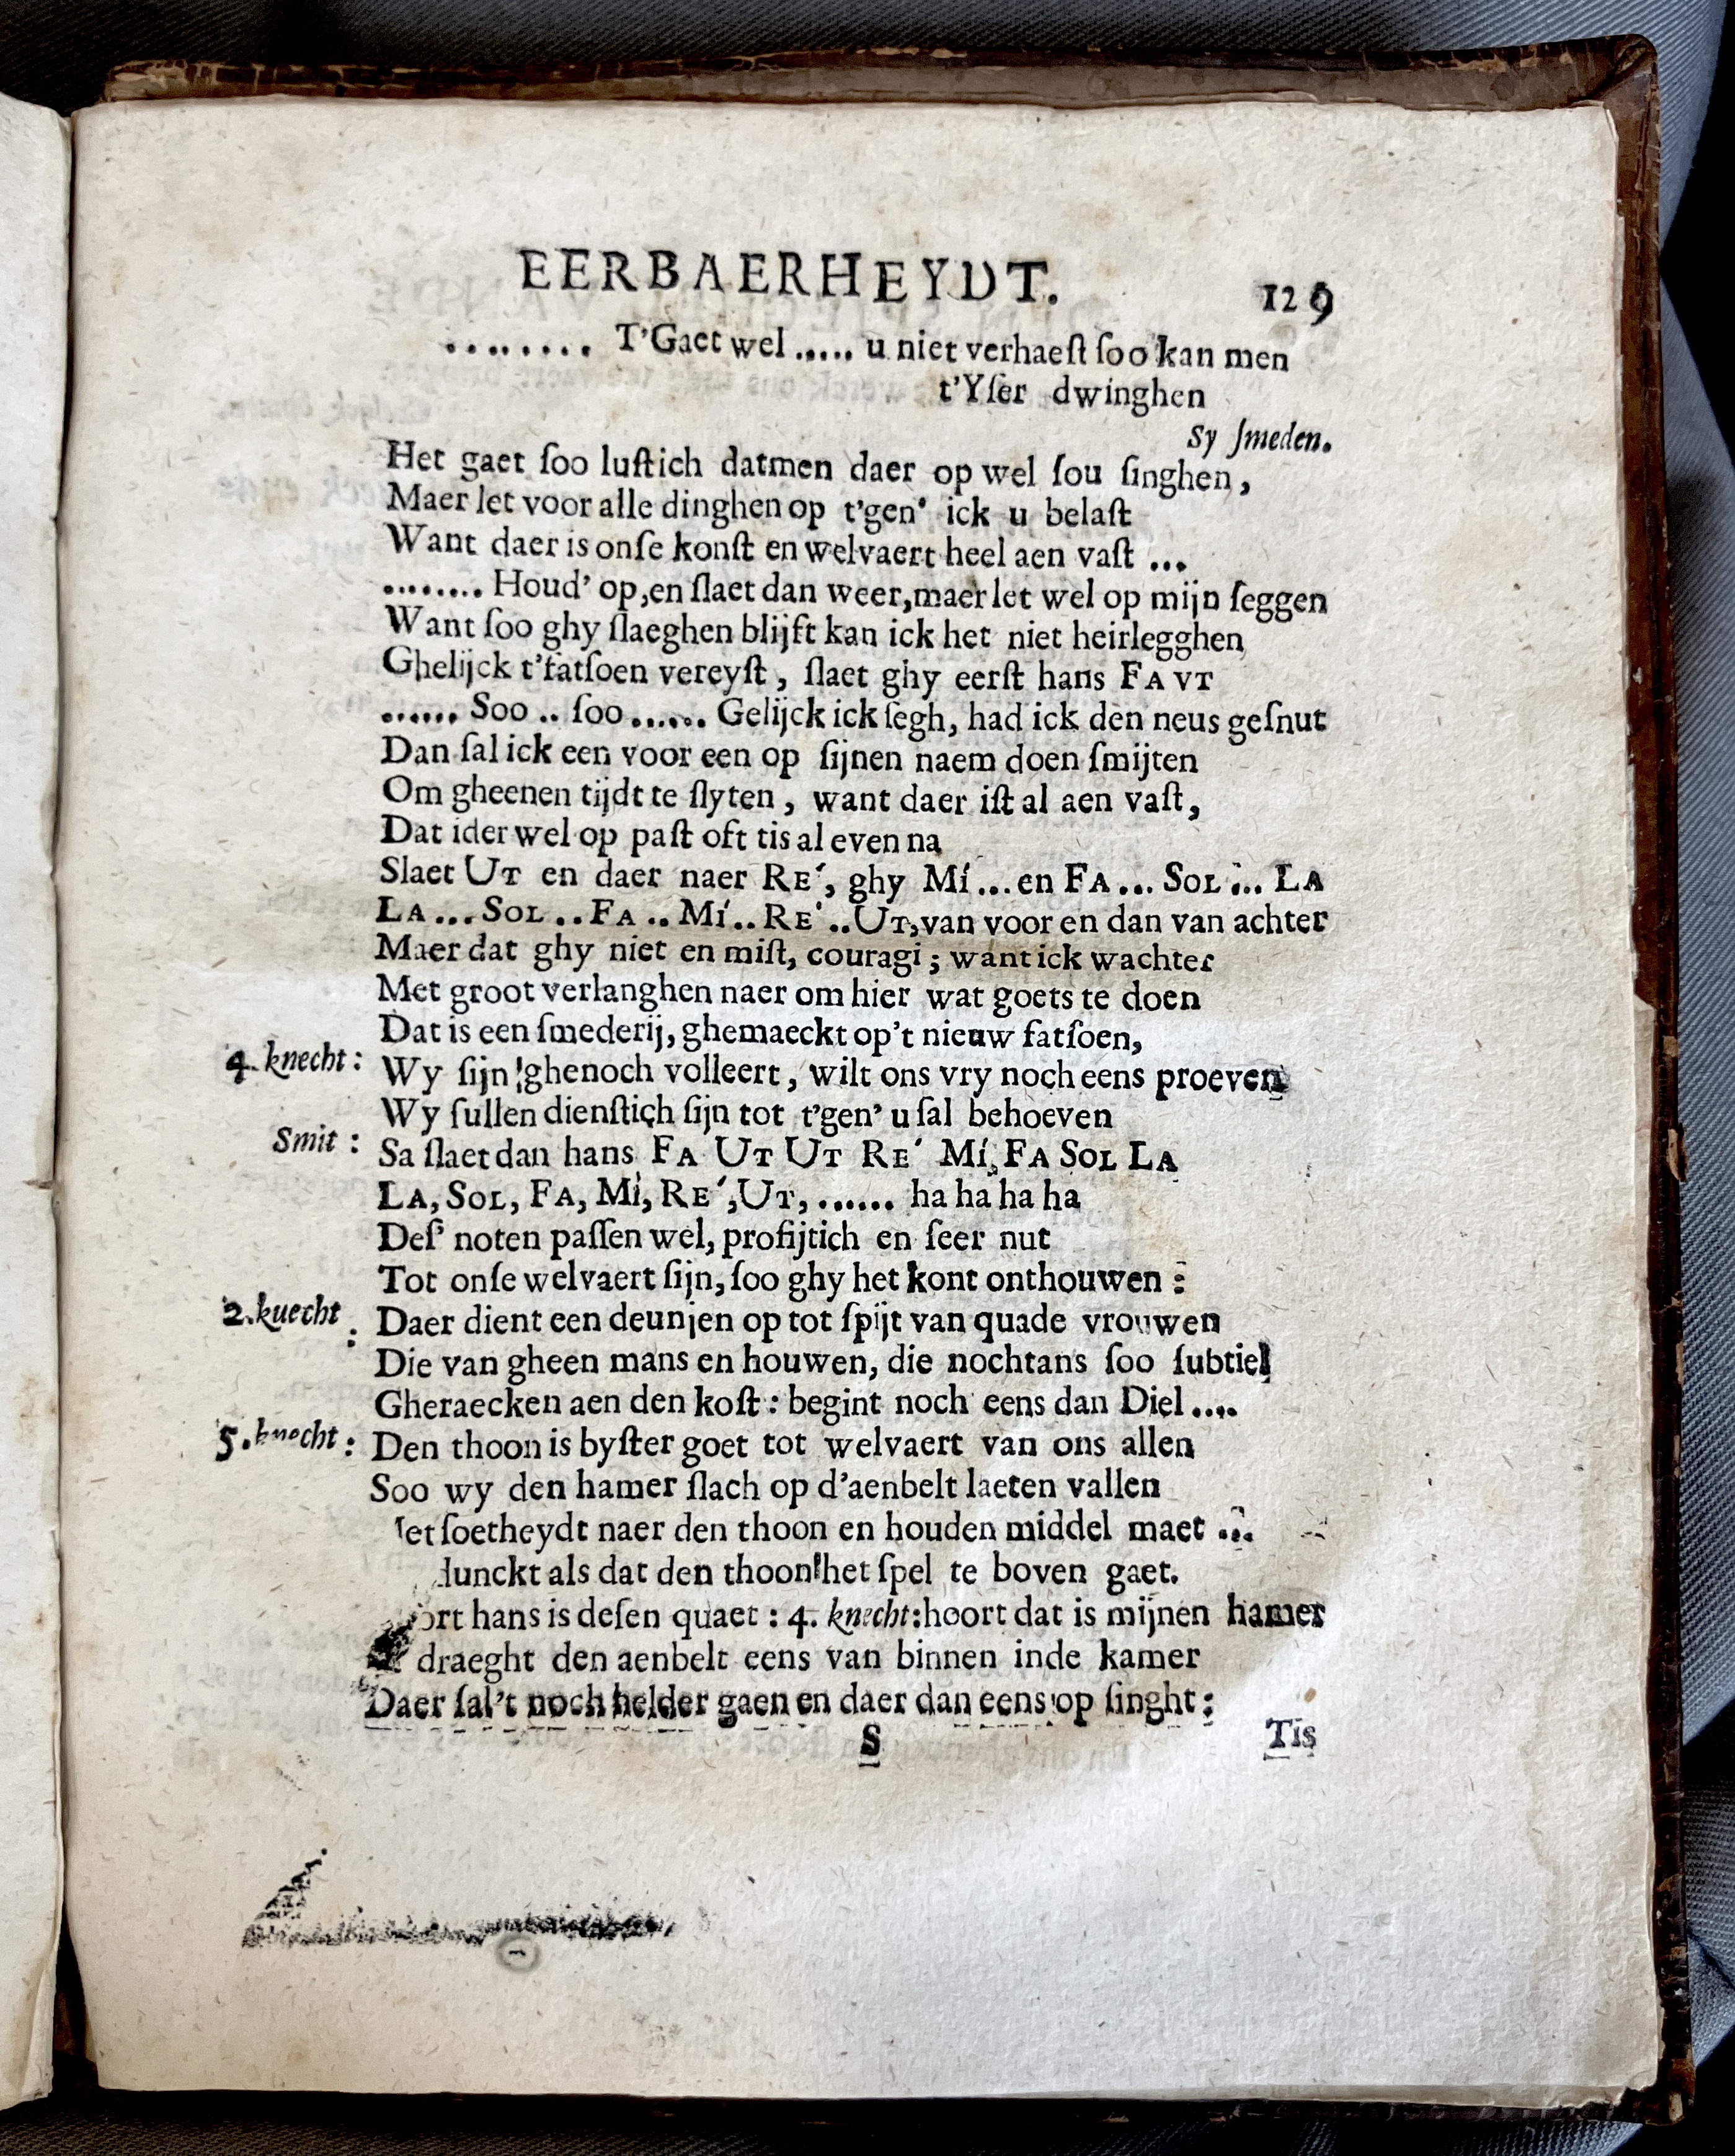 EERBAERHEYDT. 129
........ T'Gaet wel ..... u niet verhaeſt ſoo kan men
t'Yſer dwinghen
Sy ſmeden.
Het gaet ſoo luſtich datmen daer op wel ſou ſinghen,
Maer let voor alle dinghen op t'gen' ick u belaſt
Want daer is onſe konſt en welvaert heel aen vaſt ...
........ Houd' op,en ſlaet dan weer,maer let wel op mijn ſeggen
Want ſoo ghy ſlaeghen blijft kan ick het niet heirlegghen
Ghelijck t'fatſoen vereyſt, ſlaet ghy eerſt hans FA VT
...... Soo .. ſoo ...... Gelijck ick ſegh, had ick den neus geſnut
Dan ſal ick een voor een op ſijnen naem doen ſmijten
Om gheenen tijdt te ſlyten, want daer iſt al aen vaſt,
Dat ider wel op paſt oft tis al even na
Slaet UT en daer naer RE', ghy Mí ... en FA ... SOL ... LA
LA ... SOL .. FA .. Mí .. RE' .. UT, van voor en dan van achter
Maer dat ghy niet en miſt, couragi; want ick wachter
Met groot verlanghen naer om hier wat goets te doen
Dat is een ſmederij, ghemaeckt op't nieuw fatſoen,
4. knecht: Wy ſijn ghenoch volleert, wilt ons vry noch eens proeven
Wy ſullen dienſtich ſijn tot t'gen' u ſal behoeven
Smit: Sa ſlaet dan hans FA UT UT RE' Mí, FA SOL LA
LA, SOL, FA, Mí, RE', UT, ....... ha ha ha ha
Deſ' noten paſſen wel, profijtich en ſeer nut
Tot onſe welvaert ſijn, ſoo ghy het kont onthouwen:
2. kuecht: Daer dient een deunjen op tot ſpijt van quade vrouwen
Die van gheen mans en houwen, die nochtans ſoo ſubtiel
Gheraecken aen den koſt: begint noch eens dan Diel ....
5. knecht: Den thoon is byſter goet tot welvaert van ons allen
Soo wy den hamer ſlach op d'aenbelt laeten vallen
et ſoetheydt naer den thoon en houden middel maet ...
dunckt als dat den thoon het ſpel te boven gaet.
ort hans is deſen quaet: 4. knecht: hoort dat is mijnen hamer
draeght den aenbelt eens van binnen inde kamer
Daer ſal't noch helder gaen en daer dan eens op ſinght:
S Tis